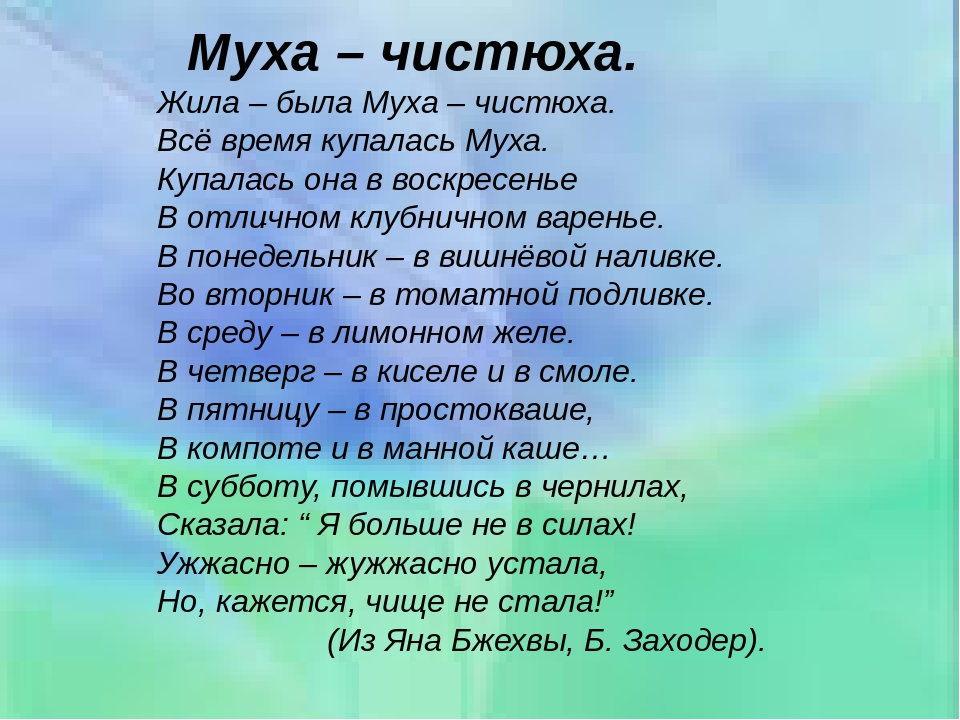 Муха – чистюха.
Жила – была Муха – чистюха.
Всё время купалась Муха.
Купалась она в воскресенье
В отличном клубничном варенье.
В понедельник – в вишнёвой наливке.
Во вторник – в томатной подливке.
В среду – в лимонном желе.
В четверг – в киселе и в смоле.
В пятницу – в простокваше,
В компоте и в манной каше…
В субботу, помывшись в чернилах,
Сказала: “ Я больше не в силах!
Ужжасно – жужжасно устала,
Но, кажется, чище не стала!”
(Из Яна Бжехвы, Б. Заходер).